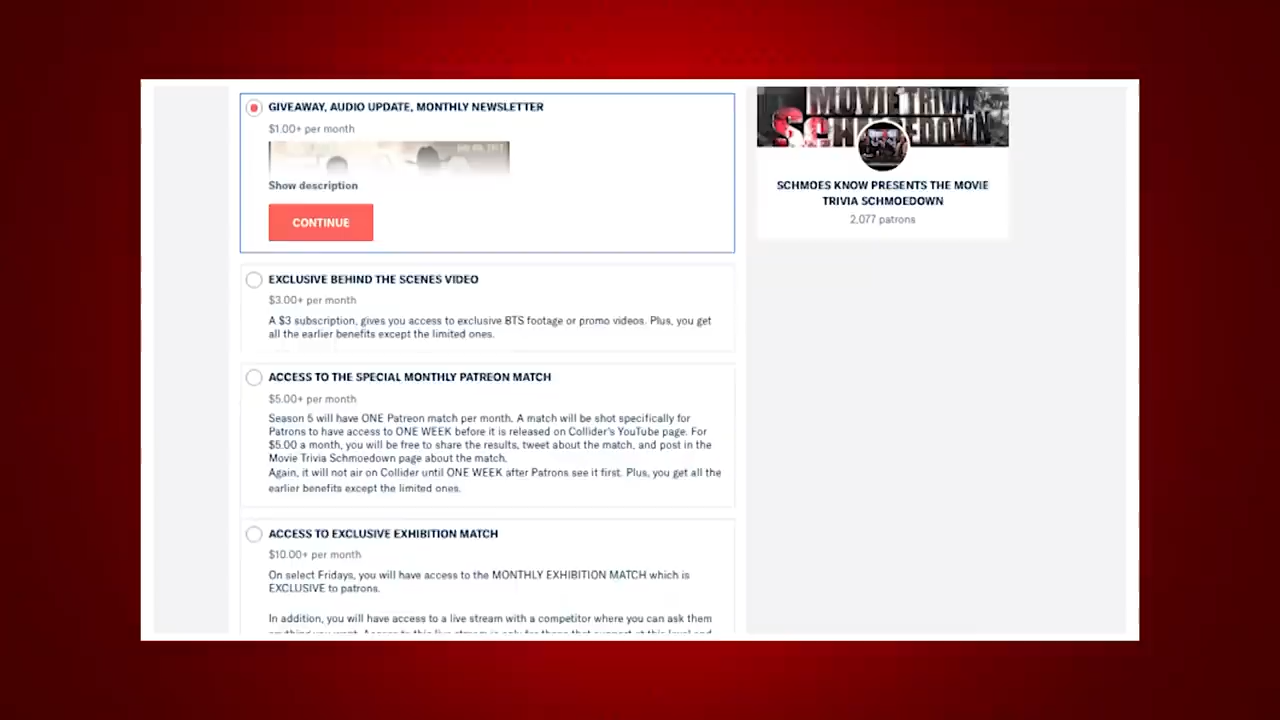 GIVEAWAY, AUDIO UPDATE, MONTHLY NEWSLETTER
$1.00+ per month
Show description
CONTINUE
EXCLUSIVE BEHIND THE SCENES VIDEO
$3.00+ per month
A $3 subscription, gives you access to exclusive BTS footage or promo videos. Plus, you get
all the earlier benefits except the limited ones.
ACCESS TO THE SPECIAL MONTHLY PATREON MATCH
$5.00+ per month
Season 5 will have ONE Patreon match per month. A match will be shot specifically for
Patrons to have access to ONE WEEK before it is released on Collider's YouTube page. For
$5.00 a month, you will be free to share the results, tweet about the match, and post in the
Movie Trivia Schmoedown page about the match.
Again, it will not air on Collider until ONE WEEK after Patrons see it first. Plus, you get all the
earlier benefits except the limited ones.
ACCESS TO EXCLUSIVE EXHIBITION MATCH
$10.00+ per month
On select Fridays, you will have access to the MONTHLY EXHIBITION MATCH which is
EXCLUSIVE to patrons.
In addition, you will have access to a live stream with a competitor where you can ask them
MOVIE TRIVIA
SCHMOEDOWN
SCHMOES KNOW PRESENTS THE MOVIE
TRIVIA SCHMOEDOWN
2,077 patrons